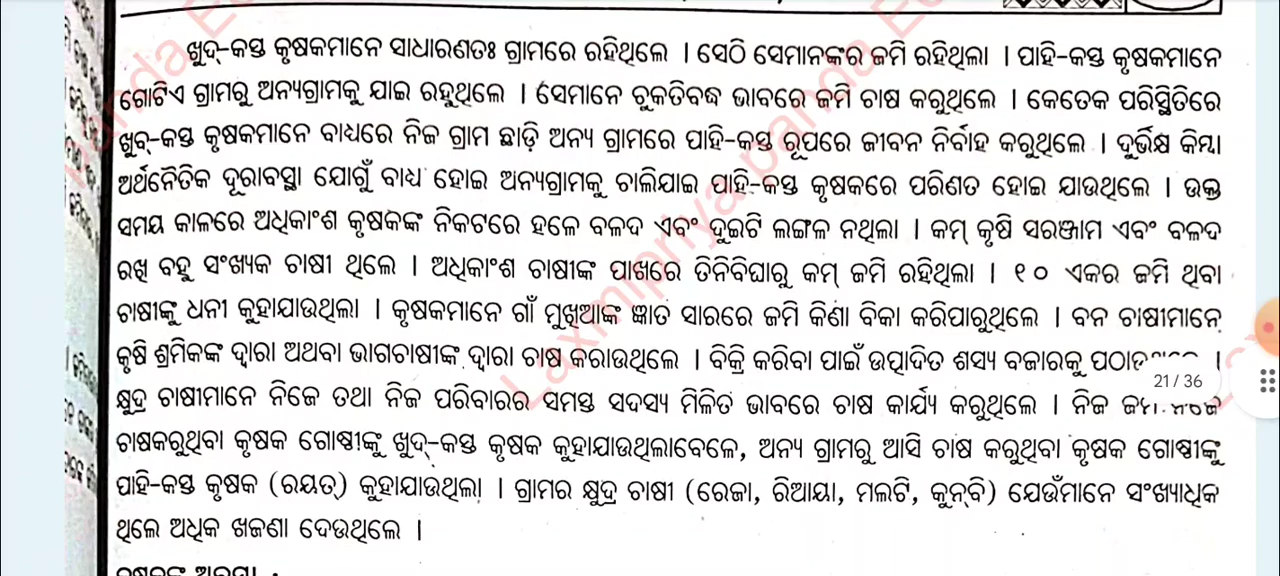 ଖୁଦ୍-କସ୍ତ କୃଷକମାନେ ସାଧାରଣତଃ ଗ୍ରାମରେ ରହିଥିଲେ । ସେଠି ସେମାନଙ୍କର ଜମି ରହିଥିଲା । ପାହି-କସ୍ତ କୃଷକମାନେ
ଗୋଟିଏ ଗ୍ରାମରୁ ଅନ୍ୟଗ୍ରାମକୁ ଯାଇ ରହୁଥିଲେ । ସେମାନେ ଚୁକତିବଦ୍ଧ ଭାବରେ ଜମି ଚାଷ କରୁଥିଲେ । କେତେକ ପରିସ୍ଥିତିରେ
ଖୁବ୍-କସ୍ତ କୃଷକମାନେ ବାଧ୍ୟରେ ନିଜ ଗ୍ରାମ ଛାଡ଼ି ଅନ୍ୟ ଗ୍ରାମରେ ପାହି-କସ୍ତ ରୂପରେ ଜୀବନ ନିର୍ବାହ କରୁଥିଲେ । ଦୁର୍ଭିକ୍ଷ କିମ୍ବା
ଅର୍ଥନୈତିକ ଦୂରାବସ୍ଥା ଯୋଗୁଁ ବାଧ୍ୟ ହୋଇ ଅନ୍ୟଗ୍ରାମକୁ ଚାଲିଯାଇ ପାହି-କସ୍ତ କୃଷକରେ ପରିଣତ ହୋଇ ଯାଉଥିଲେ । ଉକ୍ତ
ସମୟ କାଳରେ ଅଧିକାଂଶ କୃଷକଙ୍କ ନିକଟରେ ହଳେ ବଳଦ ଏବଂ ଦୁଇଟି ଲଙ୍ଗଳ ନଥିଲା । କମ୍ କୃଷି ସରଞ୍ଜାମ ଏବଂ ବଳଦ
ରଖି ବହୁ ସଂଖ୍ୟକ ଚାଷୀ ଥିଲେ । ଅଧିକାଂଶ ଚାଷୀଙ୍କ ପାଖରେ ତିନିବିଘାରୁ କମ୍ ଜମି ରହିଥିଲା । ୧୦ ଏକର ଜମି ଥିବା
ଚାଷୀଙ୍କୁ ଧନୀ କୁହାଯାଉଥିଲା । କୃଷକମାନେ ଗାଁ ମୁଖିଆଙ୍କ ଜ୍ଞାତ ସାରରେ ଜମି କିଣା ବିକା କରିପାରୁଥିଲେ । ବନ ଚାଷୀମାନେ
କୃଷି ଶ୍ରମିକଙ୍କ ଦ୍ୱାରା ଅଥବା ଭାଗଚାଷୀଙ୍କ ଦ୍ୱାରା ଚାଷ କରାଉଥିଲେ । ବିକ୍ରି କରିବା ପାଇଁ ଉତ୍ପାଦିତ ଶସ୍ୟ ବଜାରକୁ ।
21 / 36
କ୍ଷୁଦ୍ର ଚାଷୀମାନେ ନିଜେ ତଥା ନିଜ ପରିବାରର ସମସ୍ତ ସଦସ୍ୟ ମିଳିତ ଭାବରେ ଚାଷ କାର୍ଯ୍ୟ କରୁଥିଲେ । ନିଜ
ଚାଷକରୁଥିବା କୃଷକ ଗୋଷ୍ଠୀଙ୍କୁ ଖୁଦ୍-କସ୍ତ କୃଷକ କୁହାଯାଉଥିଲାବେଳେ, ଅନ୍ୟ ଗ୍ରାମରୁ ଆସି ଚାଷ କରୁଥିବା କୃଷକ ଗୋଷ୍ଠୀଙ୍କୁ
ପାହି-କସ୍ତ କୃଷକ (ରୟତ୍) କୁହାଯାଉଥିଲା । ଗ୍ରାମର କ୍ଷୁଦ୍ର ଚାଷୀ (ରେଜା, ରିଆୟା, ମଲଟି, କୁନ୍‌ବି) ଯେଉଁମାନେ ସଂଖ୍ୟାଧିକ
ଥିଲେ ଅଧିକ ଖଜଣା ଦେଉଥିଲେ ।